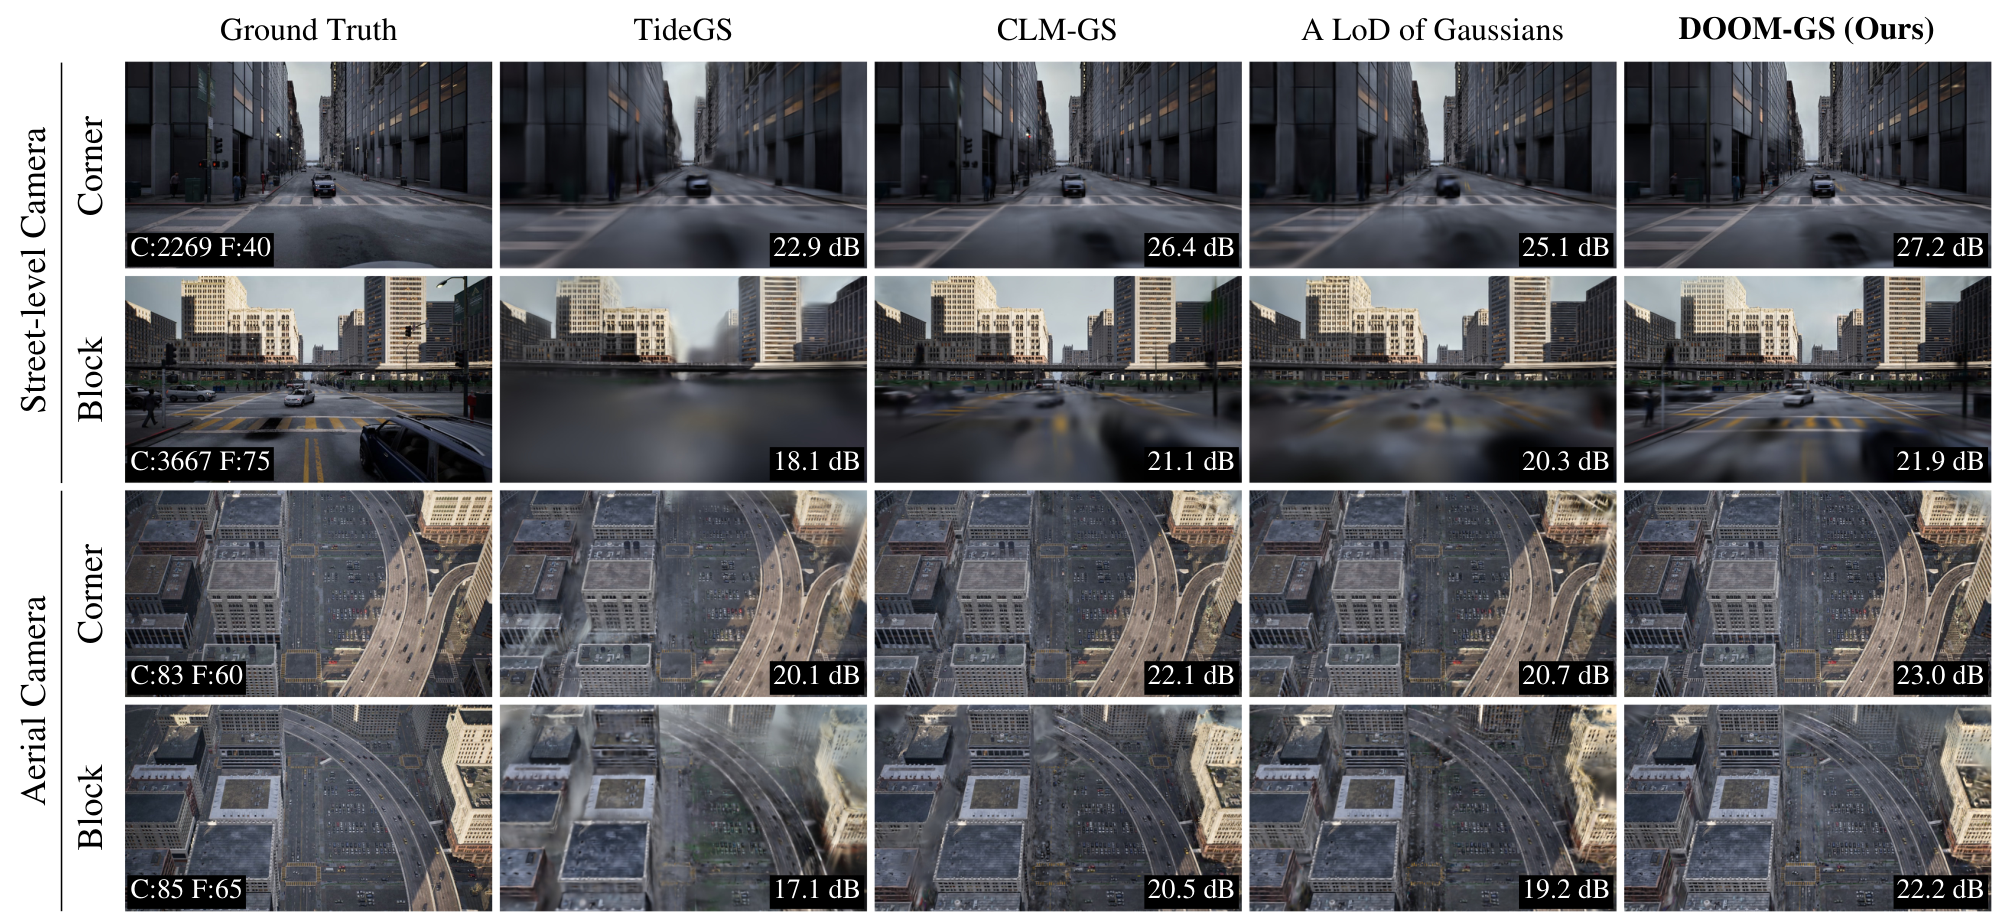 Ground Truth TideGS CLM-GS A LoD of Gaussians DOOM-GS (Ours)
Street-level Camera
Corner
C:2269 F:40 22.9 dB 26.4 dB 25.1 dB 27.2 dB
Block
C:3667 F:75 18.1 dB 21.1 dB 20.3 dB 21.9 dB
Aerial Camera
Corner
C:83 F:60 20.1 dB 22.1 dB 20.7 dB 23.0 dB
Block
C:85 F:65 17.1 dB 20.5 dB 19.2 dB 22.2 dB